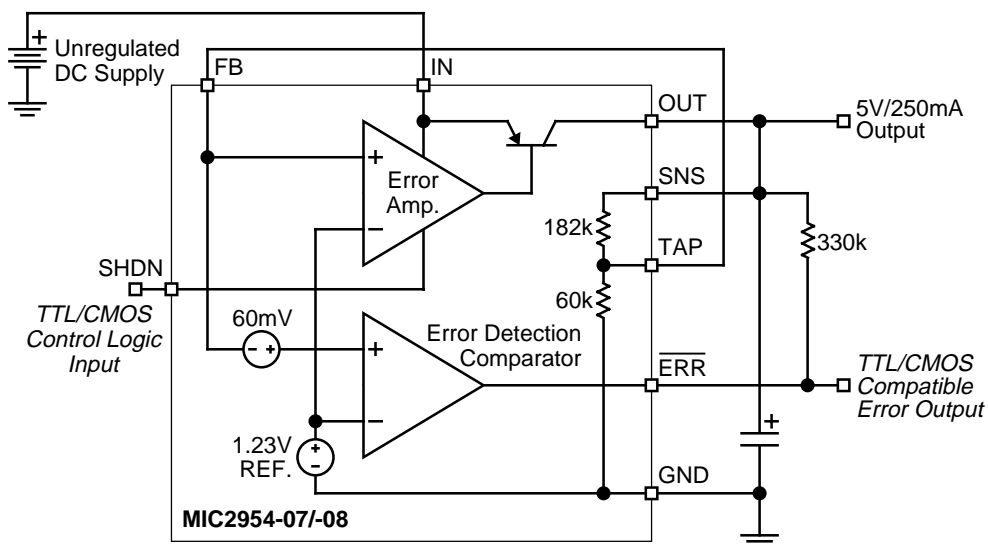 +
Unregulated
DC Supply
FB
IN
OUT
5V/250mA
Output
+
Error
Amp.
−
SNS
182k
330k
TAP
SHDN
60k
TTL/CMOS
Control Logic
Input
60mV
− +
+
Error Detection
Comparator
ERR
TTL/CMOS
Compatible
Error Output
−
+
1.23V
REF.
+
−
GND
MIC2954-07/-08